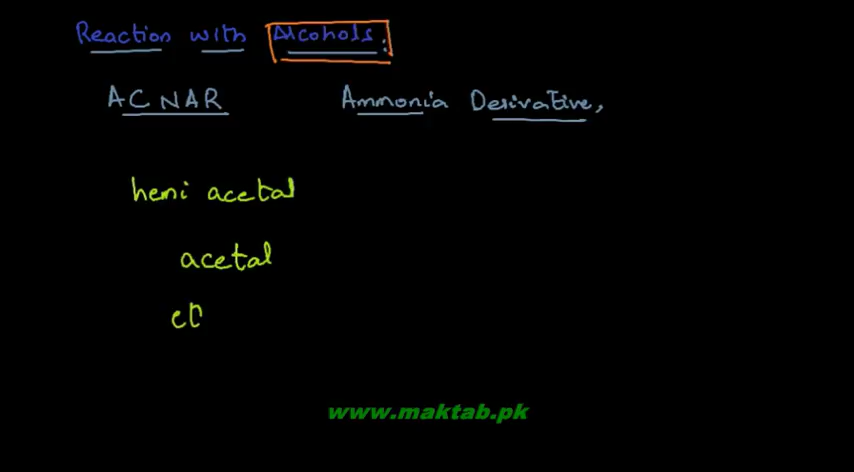 Reaction with Alcohols:
ACNAR Ammonia Derivative,
hemi acetal
acetal
www.maktab.pk